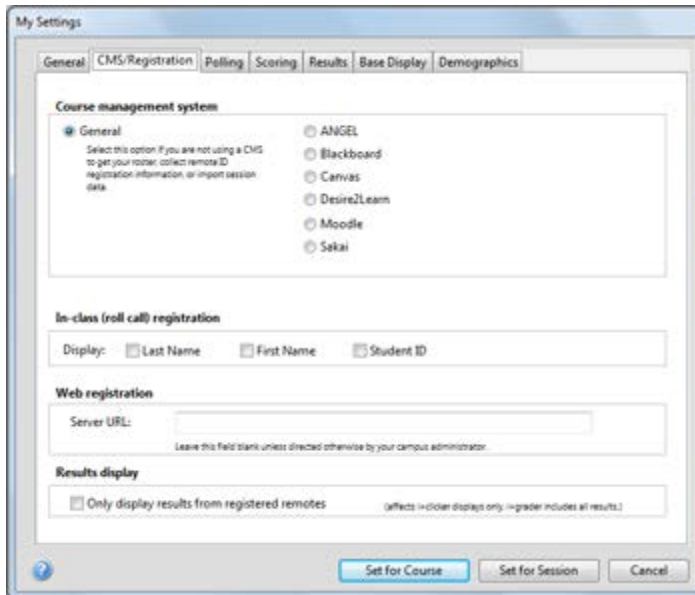 My Settings
General CMS/Registration Polling Scoring Results Base Display Demographics
Course management system
General
Select this option if you are not using a CMS
to get your roster, collect remote ID
registration information, or import session
data.
ANGEL
Blackboard
Canvas
Desire2Learn
Moodle
Sakai
In-class (roll call) registration
Display: Last Name First Name Student ID
Web registration
Server URL:
Leave this field blank unless directed otherwise by your campus administrator.
Results display
Only display results from registered remotes (affects i>clicker displays only, i>grader includes all results.)
Set for Course Set for Session Cancel